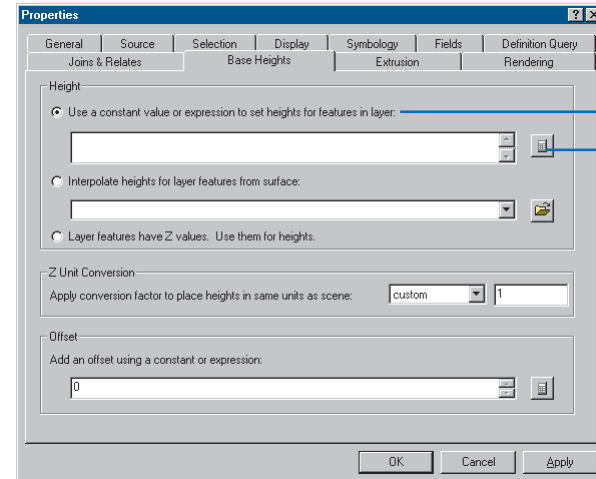 Properties
General Source Selection Display Symbology Fields Definition Query
Joins & Relates Base Heights Extrusion Rendering
Height
Use a constant value or expression to set heights for features in layer:
Interpolate heights for layer features from surface:
Layer features have Z values. Use them for heights.
Z Unit Conversion
Apply conversion factor to place heights in same units as scene: custom 1
Offset
Add an offset using a constant or expression:
0
OK Cancel Apply